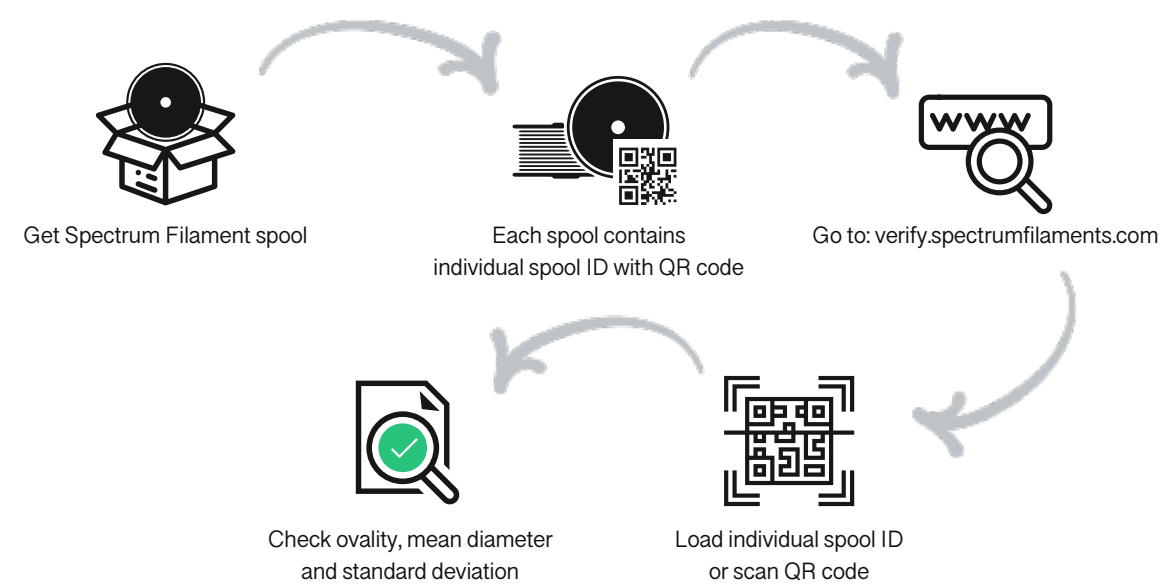 Get Spectrum Filament spool
Each spool contains
individual spool ID with QR code
www
Go to: verify.spectrumfilaments.com
Load individual spool ID
or scan QR code
Check ovality, mean diameter
and standard deviation